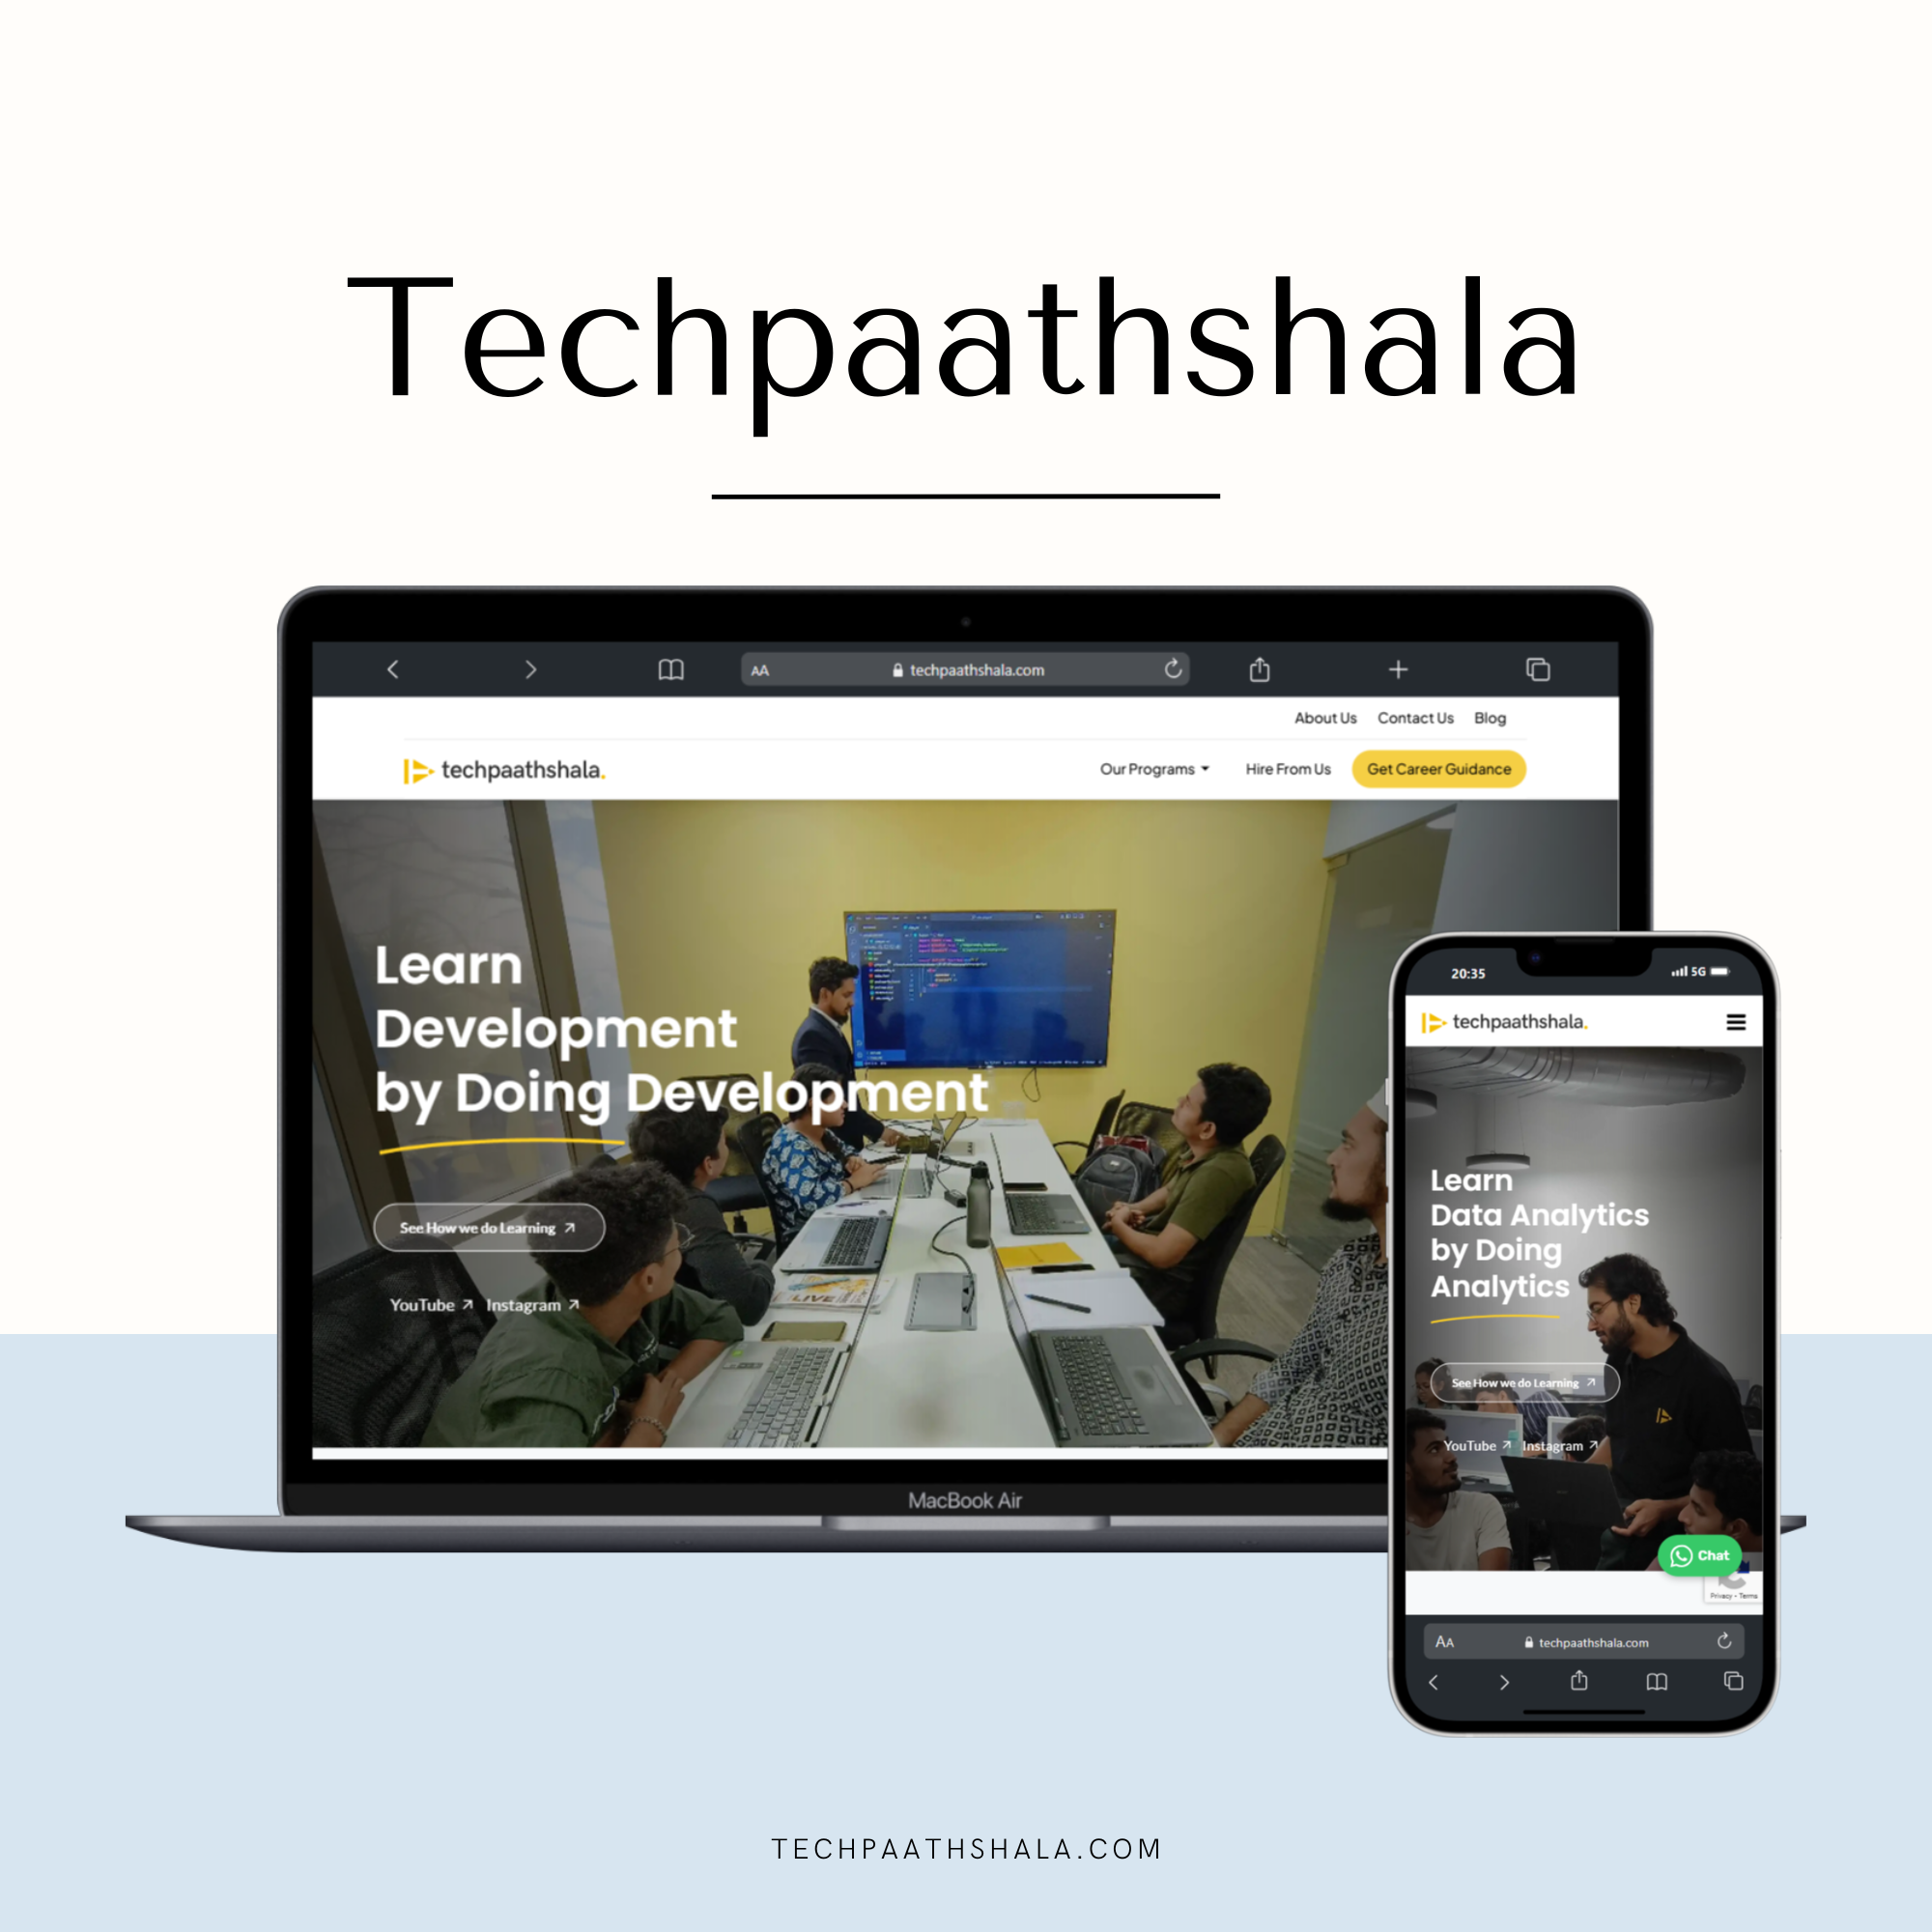 Techpaathshala
AA techpaathshala.com
About Us Contact Us Blog
techpaathshala.
Our Programs Hire From Us Get Career Guidance
Learn
Development
by Doing Development
See How we do Learning
YouTube Instagram
LIVE
MacBook Air
20:35 5G
techpaathshala.
Learn
Data Analytics
by Doing
Analytics
See How we do Learning
YouTube Instagram
Chat
Privacy - Terms
AA techpaathshala.com
TECHPAATHSHALA.COM